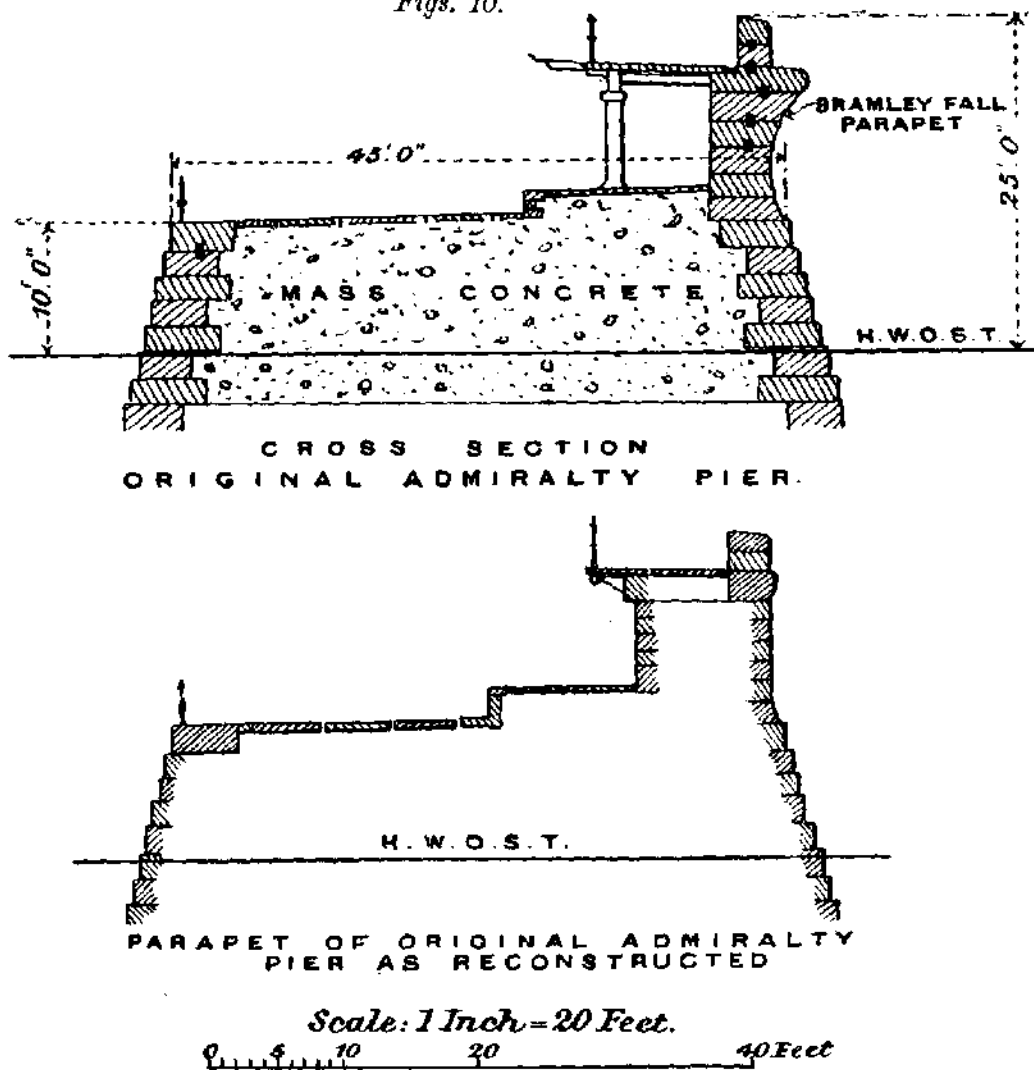 Figs. 10.
BRAMLEY FALL
PARAPET
45'.0"
25'.0"
10'.0"
MASS CONCRETE
H.W.O.S.T.
CROSS SECTION
ORIGINAL ADMIRALTY PIER.
H.W.O.S.T.
PARAPET OF ORIGINAL ADMIRALTY
PIER AS RECONSTRUCTED
Scale: 1 Inch = 20 Feet.
0 5 10 20 40 Feet